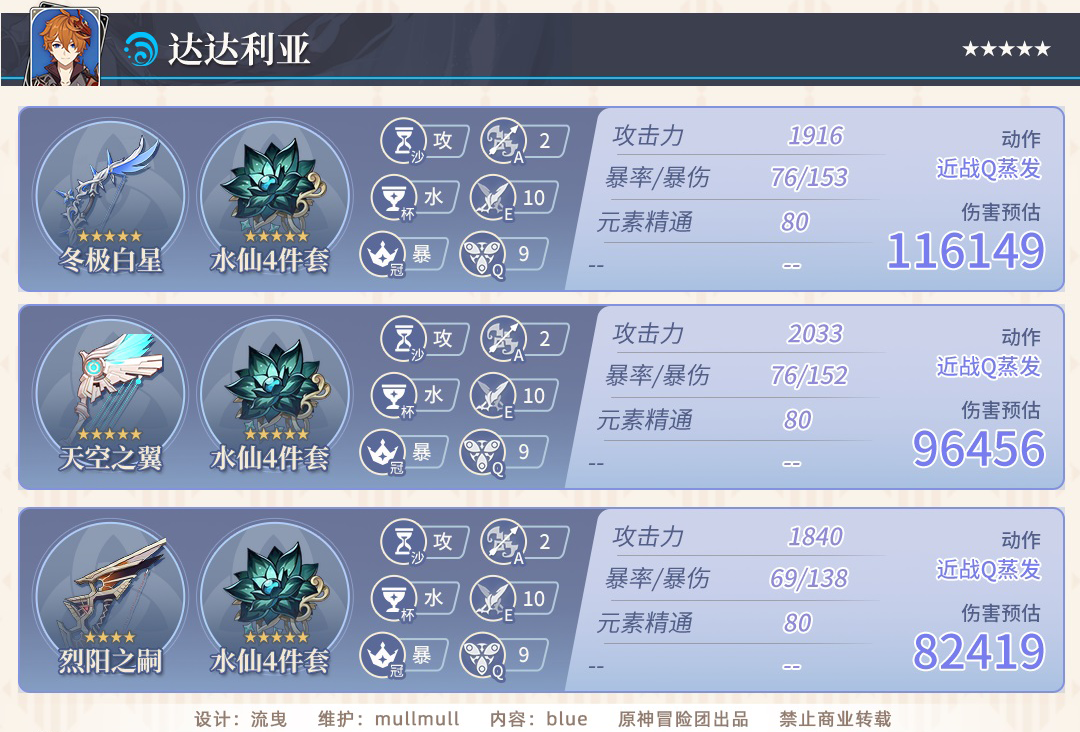 达达利亚
冬极白星
水仙4件套
沙 攻
A 2
杯 水
E 10
冠 暴
Q 9
攻击力 1916
暴率/暴伤 76/153
元素精通 80
-- --
动作
近战Q蒸发
伤害预估
116149
天空之翼
水仙4件套
沙 攻
A 2
杯 水
E 10
冠 暴
Q 9
攻击力 2033
暴率/暴伤 76/152
元素精通 80
-- --
动作
近战Q蒸发
伤害预估
96456
烈阳之嗣
水仙4件套
沙 攻
A 2
杯 水
E 10
冠 暴
Q 9
攻击力 1840
暴率/暴伤 69/138
元素精通 80
-- --
动作
近战Q蒸发
伤害预估
82419
设计：流曳 维护：mullmull 内容：blue 原神冒险团出品 禁止商业转载